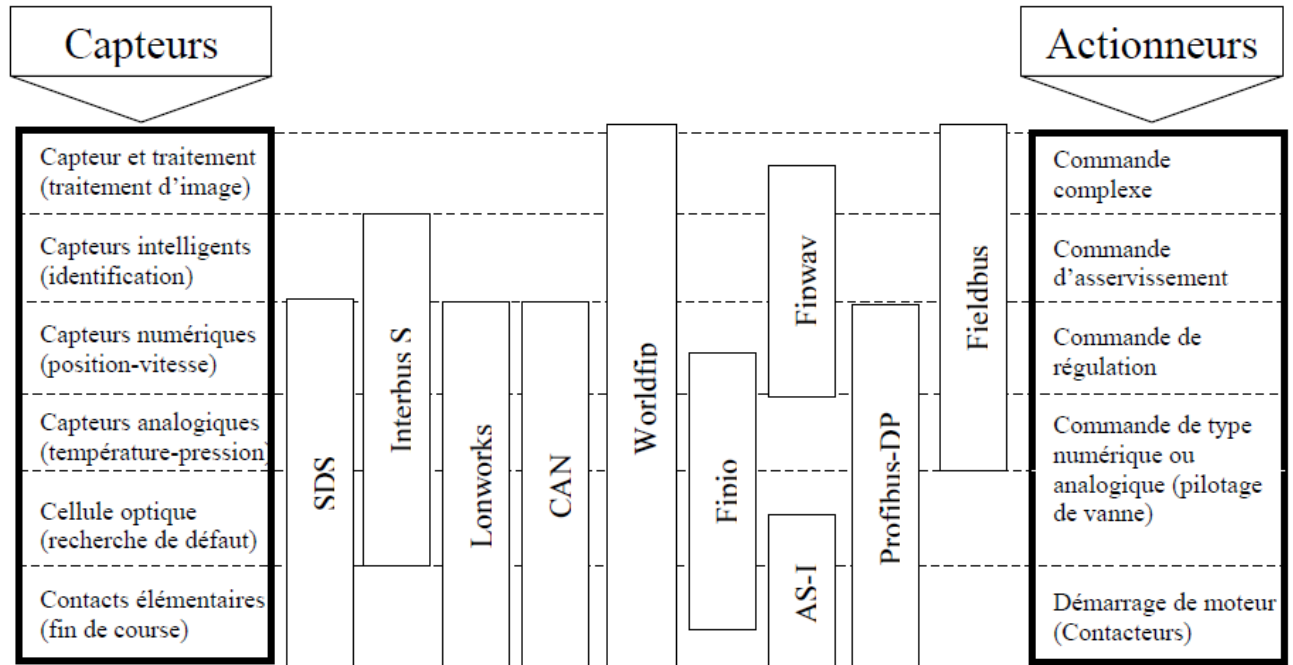 Capteurs
Actionneurs
Capteur et traitement
(traitement d'image)
Capteurs intelligents
(identification)
Capteurs numériques
(position-vitesse)
Capteurs analogiques
(température-pression)
Cellule optique
(recherche de défaut)
Contacts élémentaires
(fin de course)
SDS
Interbus S
Lonworks
CAN
Worldfip
Fipio
Fipway
AS-I
Profibus-DP
Fieldbus
Commande
complexe
Commande
d'asservissement
Commande de
régulation
Commande de type
numérique ou
analogique (pilotage
de vanne)
Démarrage de moteur
(Contacteurs)